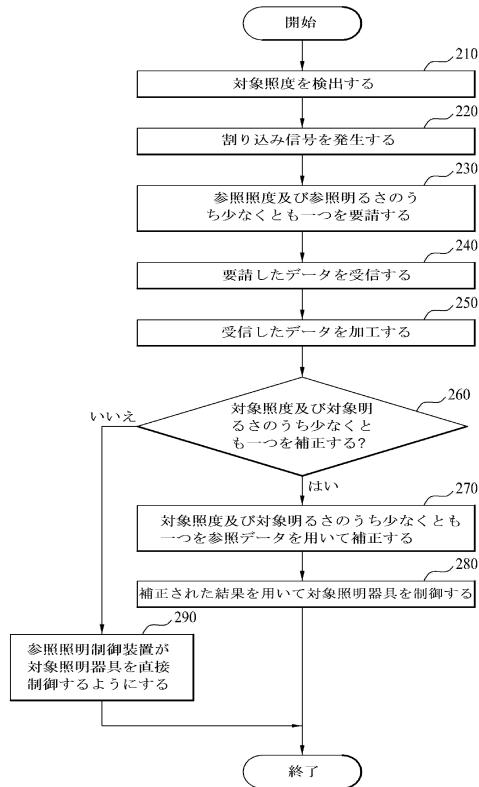 開始
210
対象照度を検出する
220
割り込み信号を発生する
230
参照照度及び参照明るさのう
ち少なくとも一つを要請する
240
要請したデータを受信する
250
受信したデータを加工する
260
対象照度及び対象明
るさのうち少なくと
も一つを補正する?
いいえ
はい
270
対象照度及び対象明るさのうち少なくとも
一つを参照データを用いて補正する
280
補正された結果を用いて対象照明器具を制御する
290
参照照明制御装置が
対象照明器具を直接
制御するようにする
終了